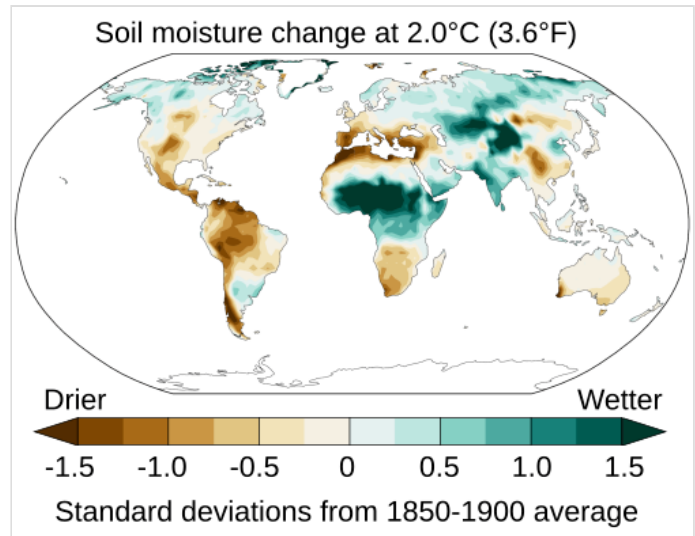 Soil moisture change at 2.0°C (3.6°F)
Drier Wetter
-1.5 -1.0 -0.5 0 0.5 1.0 1.5
Standard deviations from 1850-1900 average